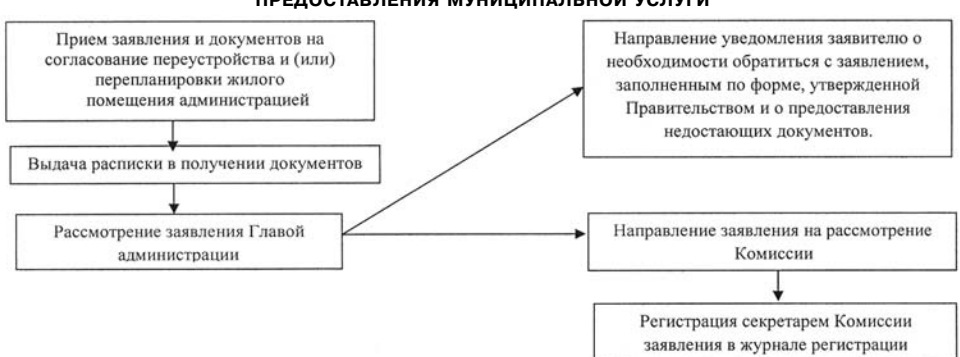 ПРЕДОСТАВЛЕНИЯ МУНИЦИПАЛЬНОЙ УСЛУГИ
Прием заявления и документов на
согласование переустройства и (или)
перепланировки жилого
помещения администрацией
Направление уведомления заявителю о
необходимости обратиться с заявлением,
заполненным по форме, утвержденной
Правительством и о предоставления
недостающих документов.
Выдача расписки в получении документов
Рассмотрение заявления Главой
администрации
Направление заявления на рассмотрение
Комиссии
Регистрация секретарем Комиссии
заявления в журнале регистрации